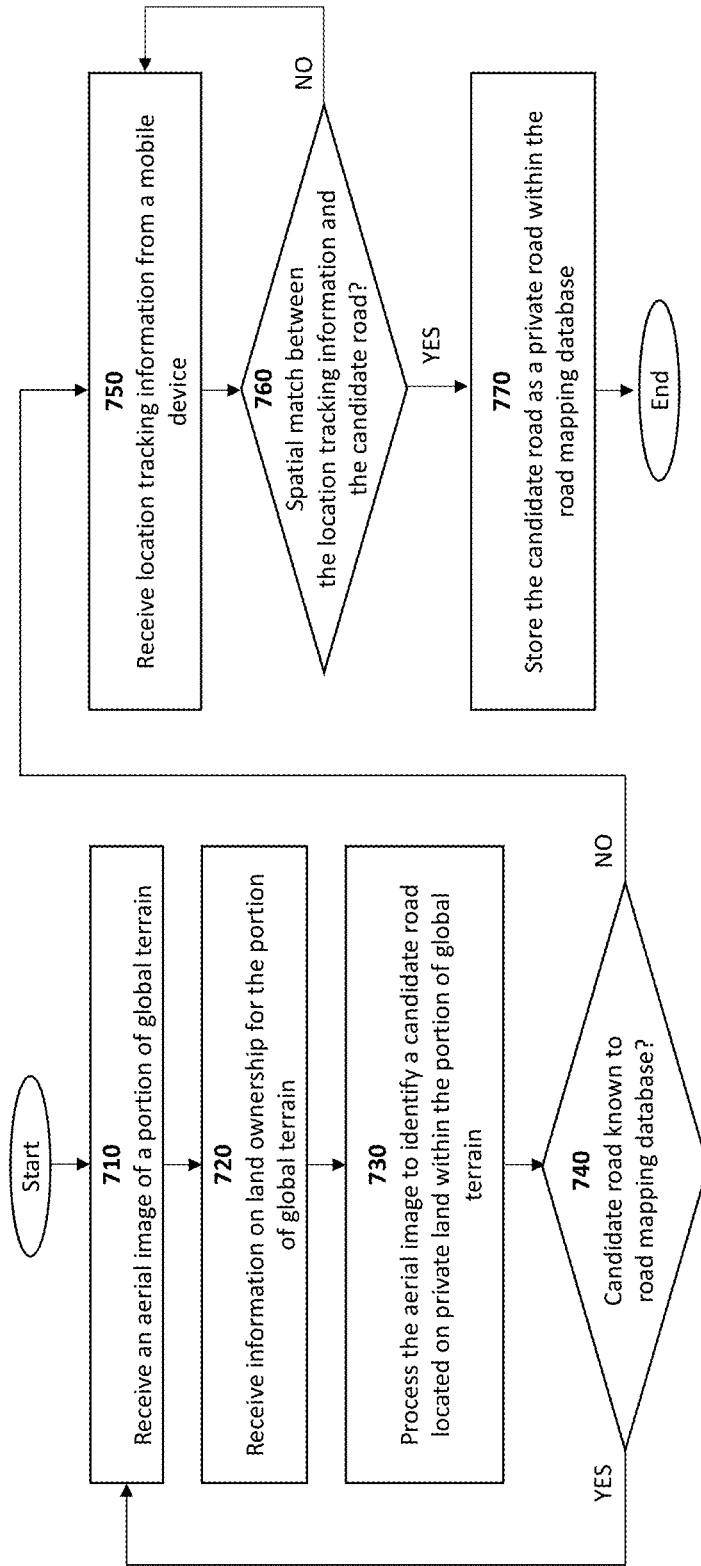 Start
710
Receive an aerial image of a portion of global terrain
720
Receive information on land ownership for the portion
of global terrain
730
Process the aerial image to identify a candidate road
located on private land within the portion of global
terrain
740
Candidate road known to
road mapping database?
YES
NO
750
Receive location tracking information from a mobile
device
760
Spatial match between
the location tracking information and
the candidate road?
NO
YES
770
Store the candidate road as a private road within the
road mapping database
End